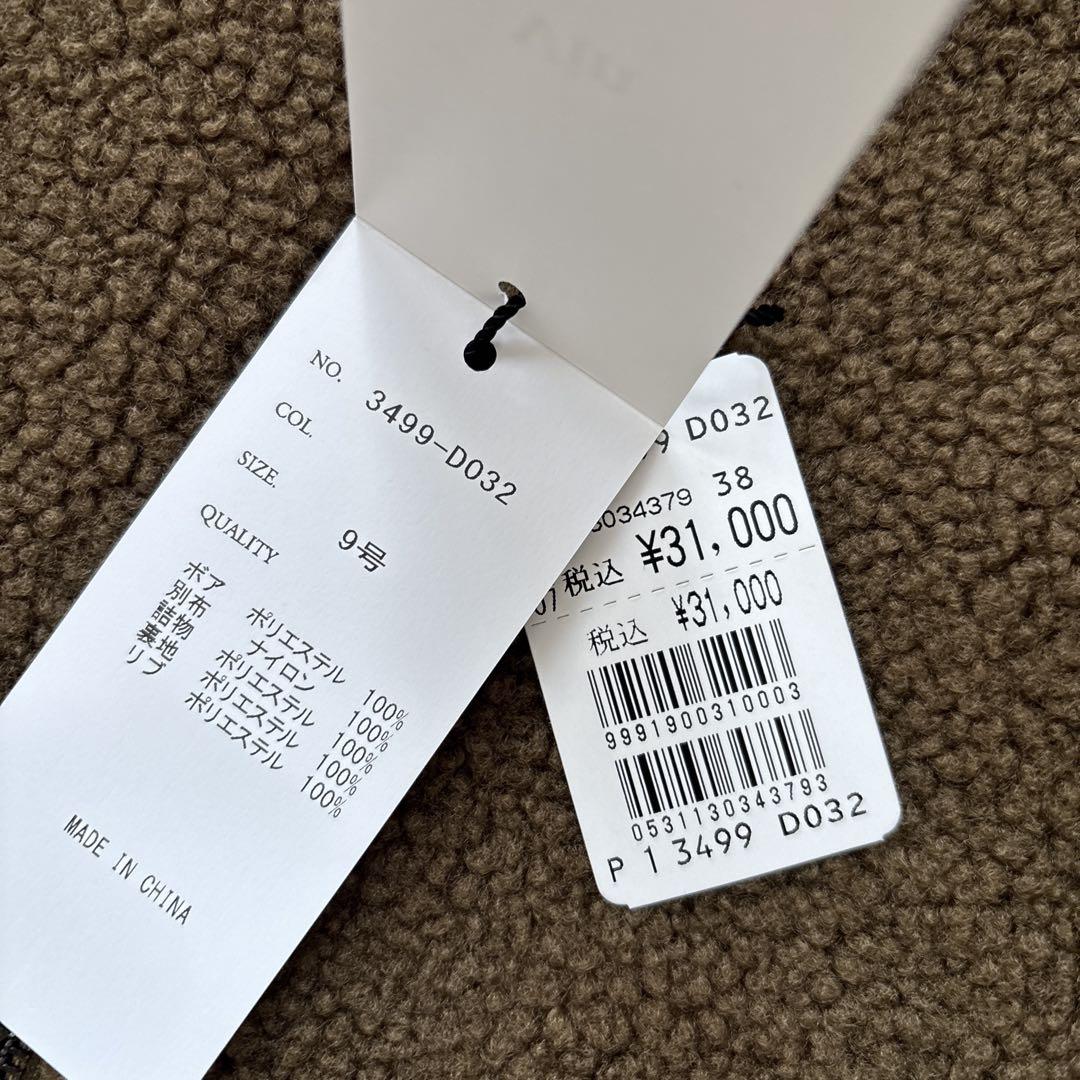 NO. 3499-D032
COL.
SIZE. 9号
QUALITY
ボア ポリエステル 100%
別布 ナイロン 100%
詰物 ポリエステル 100%
裏地 ポリエステル 100%
リブ ポリエステル 100%
MADE IN CHINA
9 D032
034379 38
税込 ¥31,000
税込 ¥31,000
9991900310003
0531130343793
P 1 3499 D032